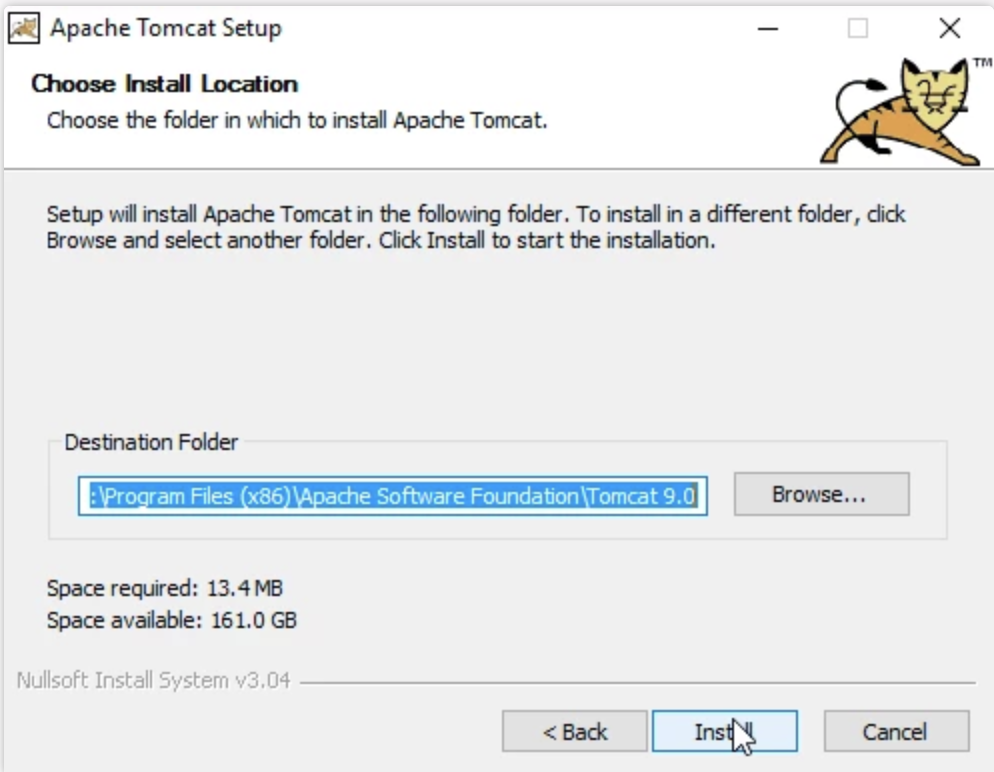 Apache Tomcat Setup
TM
Choose Install Location
Choose the folder in which to install Apache Tomcat.
Setup will install Apache Tomcat in the following folder. To install in a different folder, click
Browse and select another folder. Click Install to start the installation.
Destination Folder
:\Program Files (x86)\Apache Software Foundation\Tomcat 9.0
Browse...
Space required: 13.4 MB
Space available: 161.0 GB
Nullsoft Install System v3.04
< Back
Install
Cancel